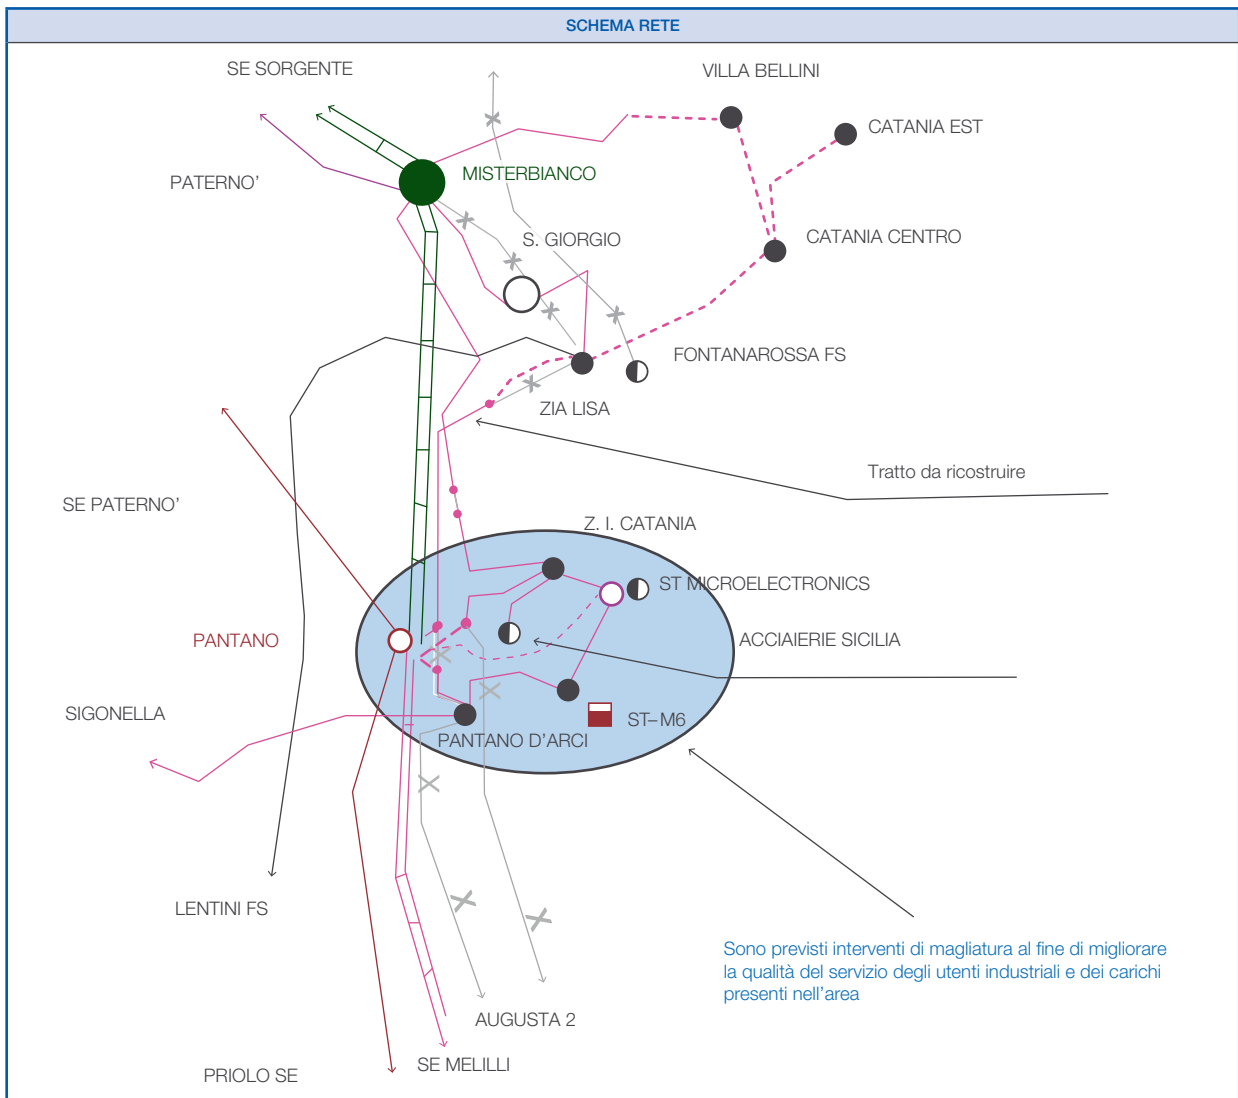 SCHEMA RETE
SE SORGENTE
VILLA BELLINI
CATANIA EST
PATERNO'
MISTERBIANCO
S. GIORGIO
CATANIA CENTRO
FONTANAROSSA FS
ZIA LISA
Tratto da ricostruire
SE PATERNO'
Z. I. CATANIA
ST MICROELECTRONICS
PANTANO
ACCIAIERIE SICILIA
SIGONELLA
ST-M6
PANTANO D'ARCI
LENTINI FS
Sono previsti interventi di magliatura al fine di migliorare
la qualità del servizio degli utenti industriali e dei carichi
presenti nell'area
AUGUSTA 2
SE MELILLI
PRIOLO SE